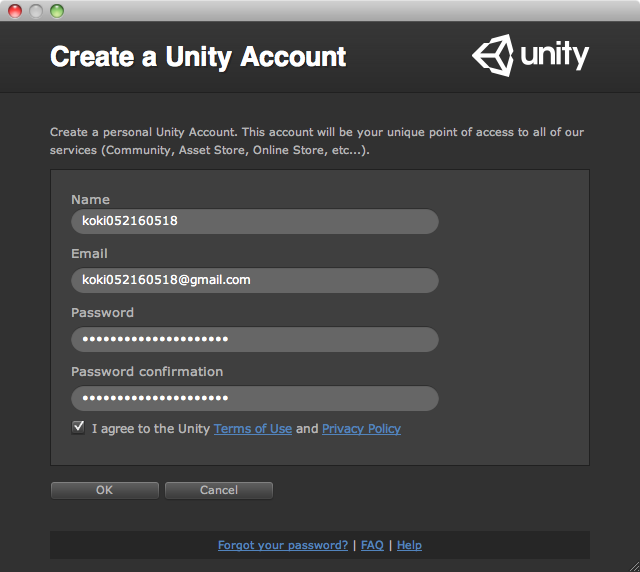 Create a Unity Account
unity
Create a personal Unity Account. This account will be your unique point of access to all of our
services (Community, Asset Store, Online Store, etc...).
Name
koki052160518
Email
koki052160518@gmail.com
Password
•••••••••••••••••••••
Password confirmation
•••••••••••••••••••••
I agree to the Unity Terms of Use and Privacy Policy
OK Cancel
Forgot your password? | FAQ | Help